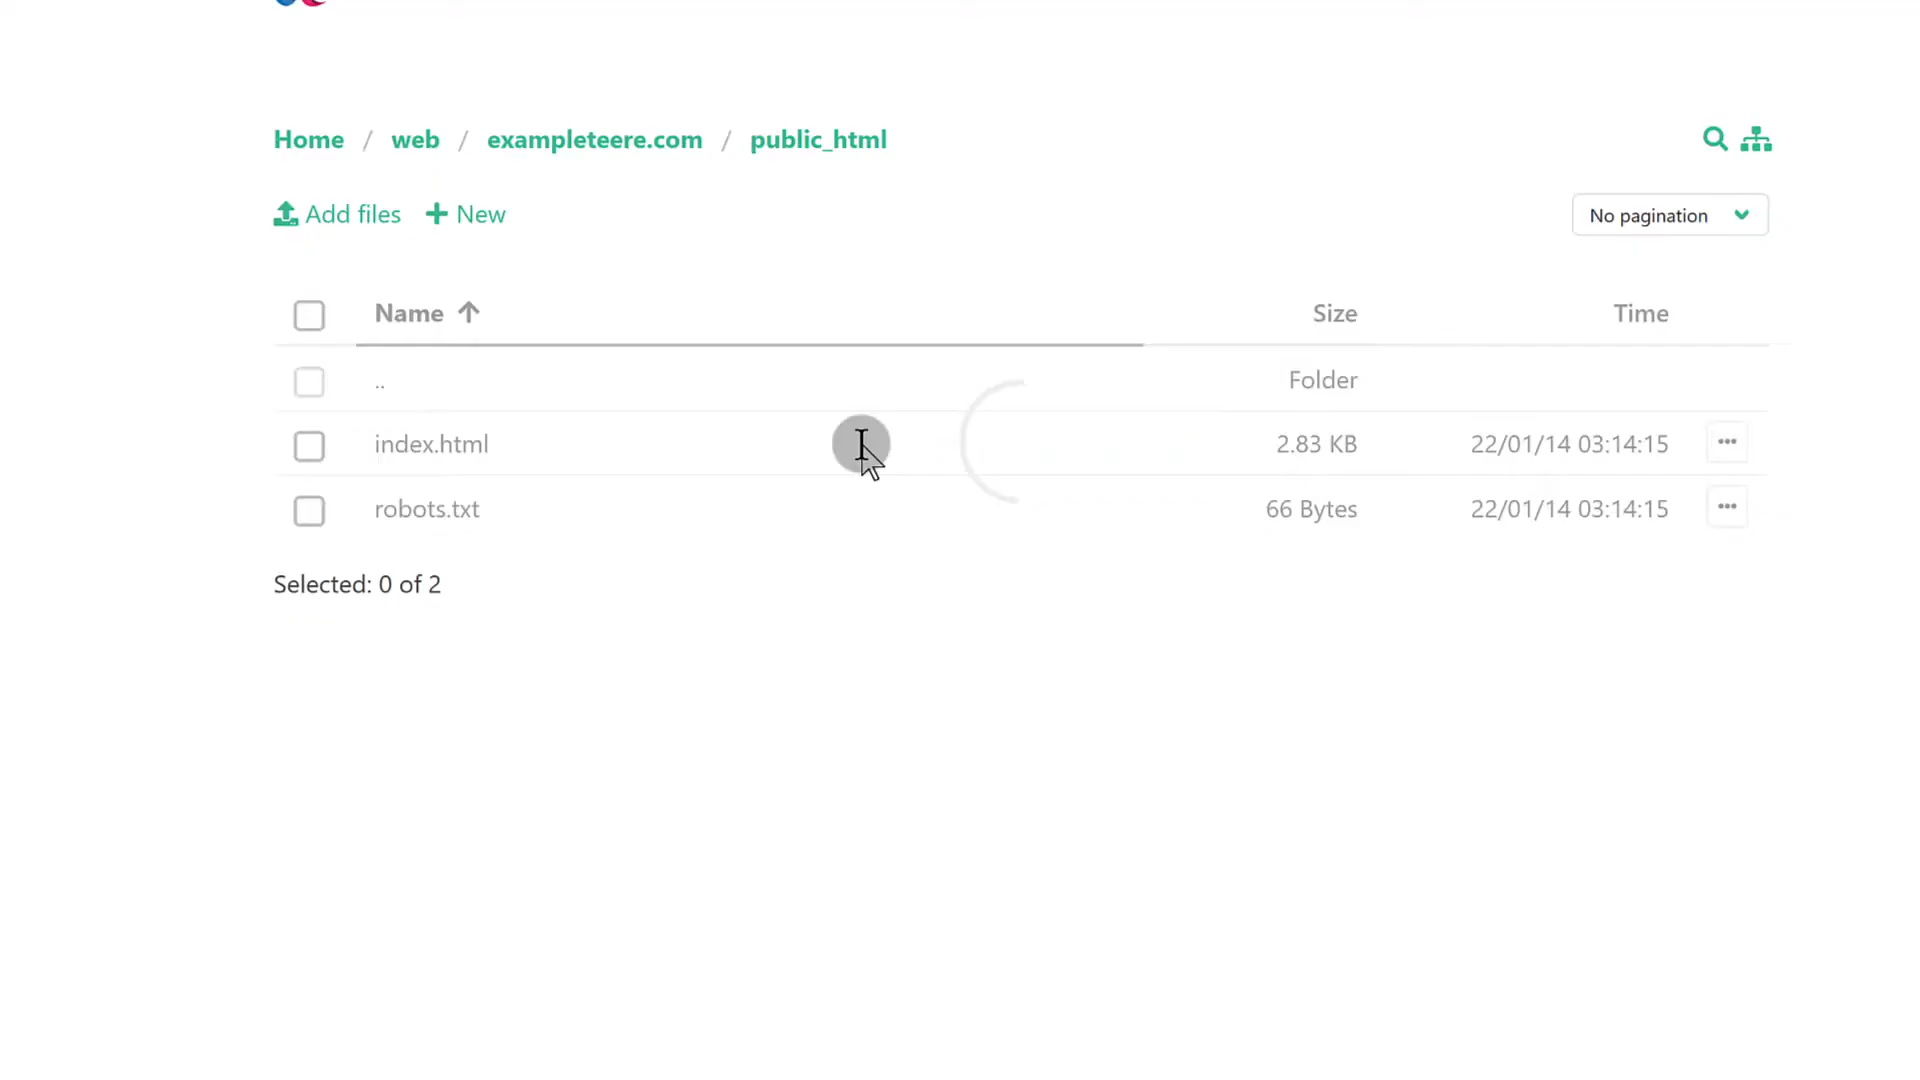 Home / web / exampleteere.com / public_html
Add files + New No pagination
Name Size Time
.. Folder
index.html 2.83 KB 22/01/14 03:14:15
robots.txt 66 Bytes 22/01/14 03:14:15
Selected: 0 of 2